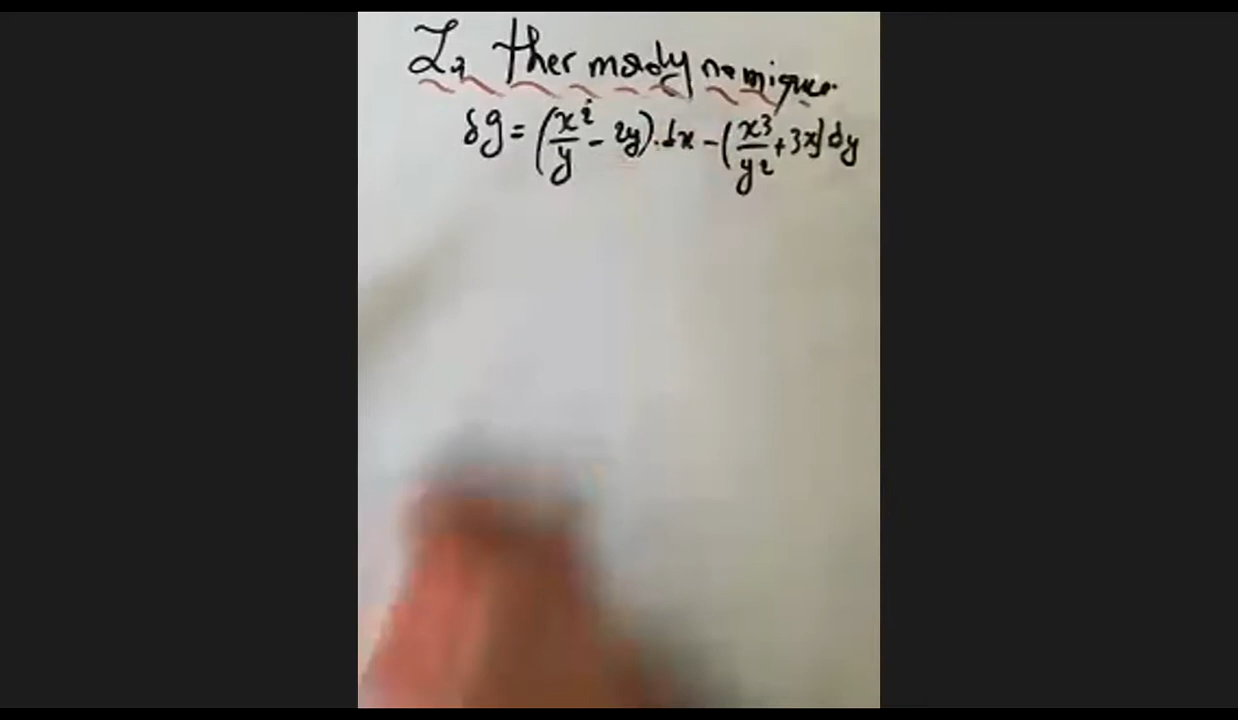 La thermodynamique.
δg = (x²/y - 2y).dx - (x³/y² + 3x)dy